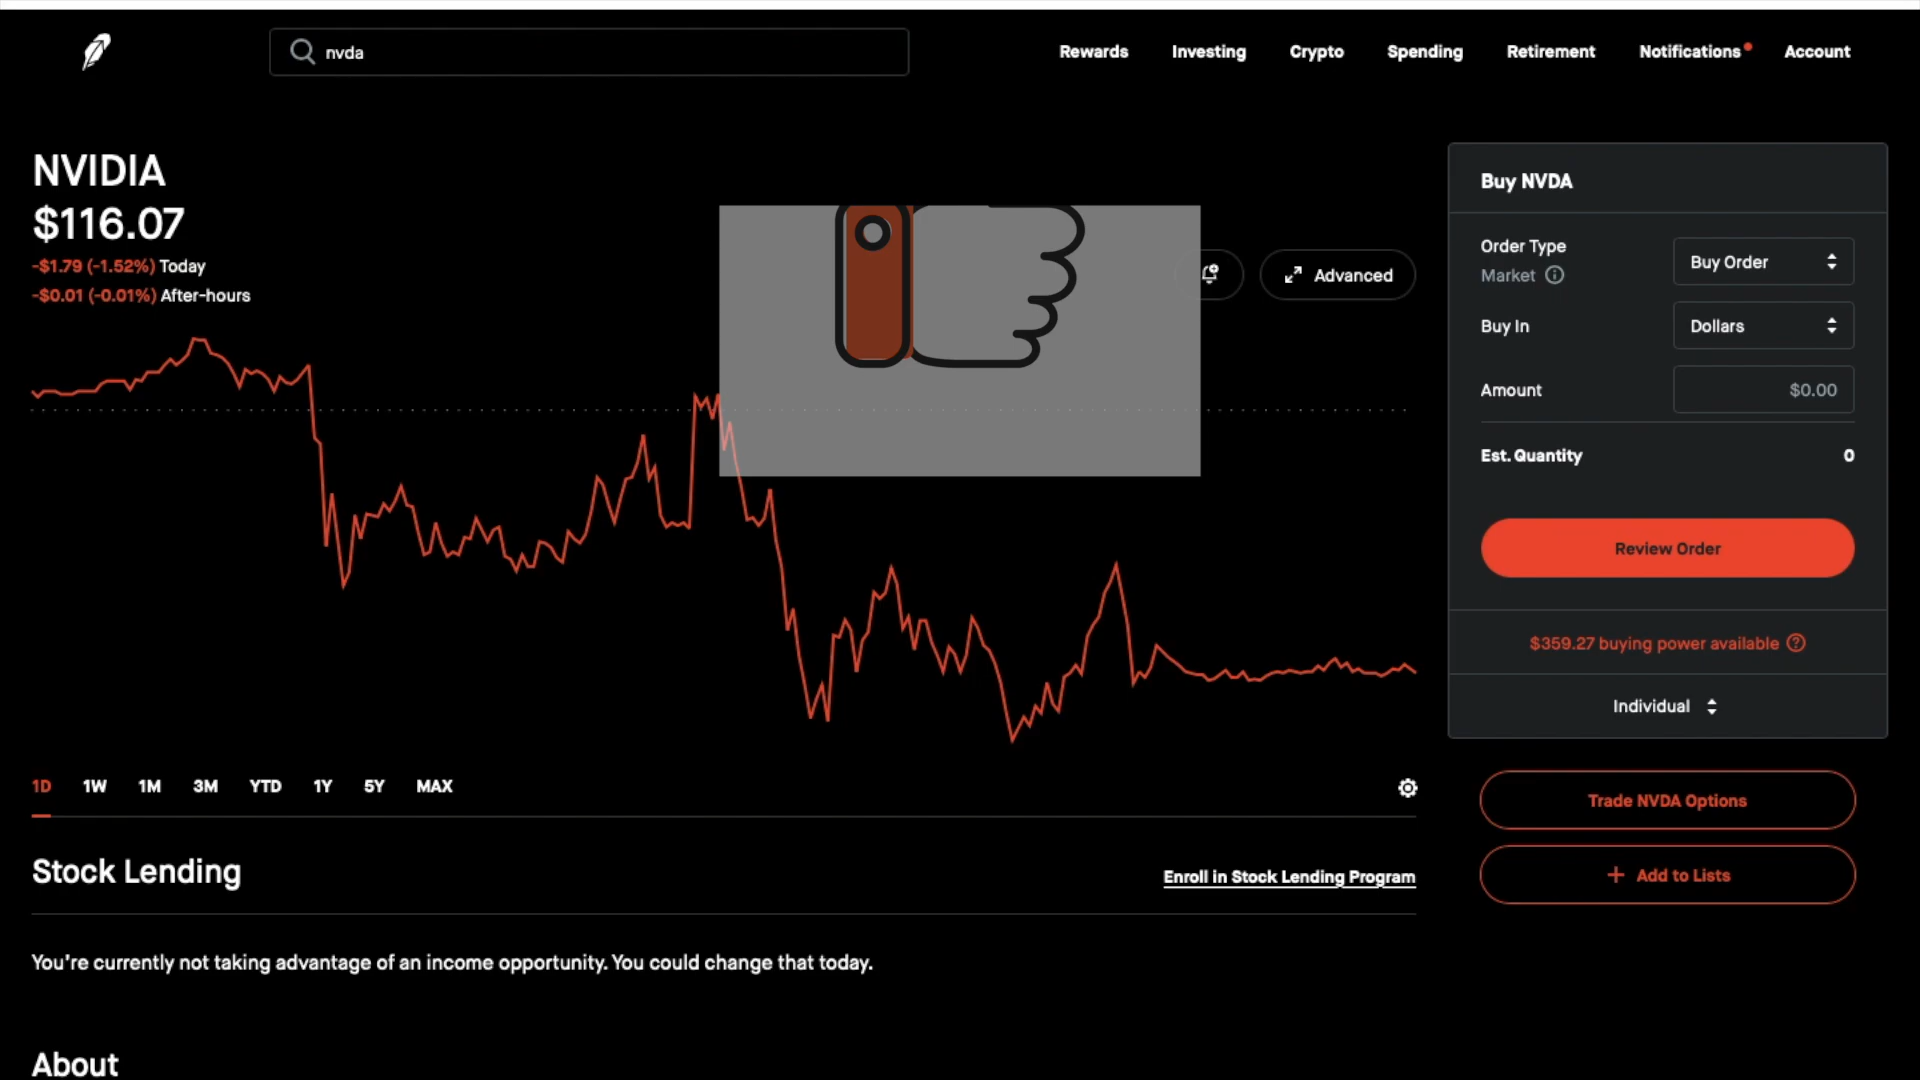 nvda
Rewards Investing Crypto Spending Retirement Notifications Account
NVIDIA
$116.07
-$1.79 (-1.52%) Today
-$0.01 (-0.01%) After-hours
Advanced
1D 1W 1M 3M YTD 1Y 5Y MAX
Stock Lending
Enroll in Stock Lending Program
You're currently not taking advantage of an income opportunity. You could change that today.
About
Buy NVDA
Order Type
Market
Buy Order
Buy In Dollars
Amount $0.00
Est. Quantity 0
Review Order
$359.27 buying power available
Individual
Trade NVDA Options
+ Add to Lists